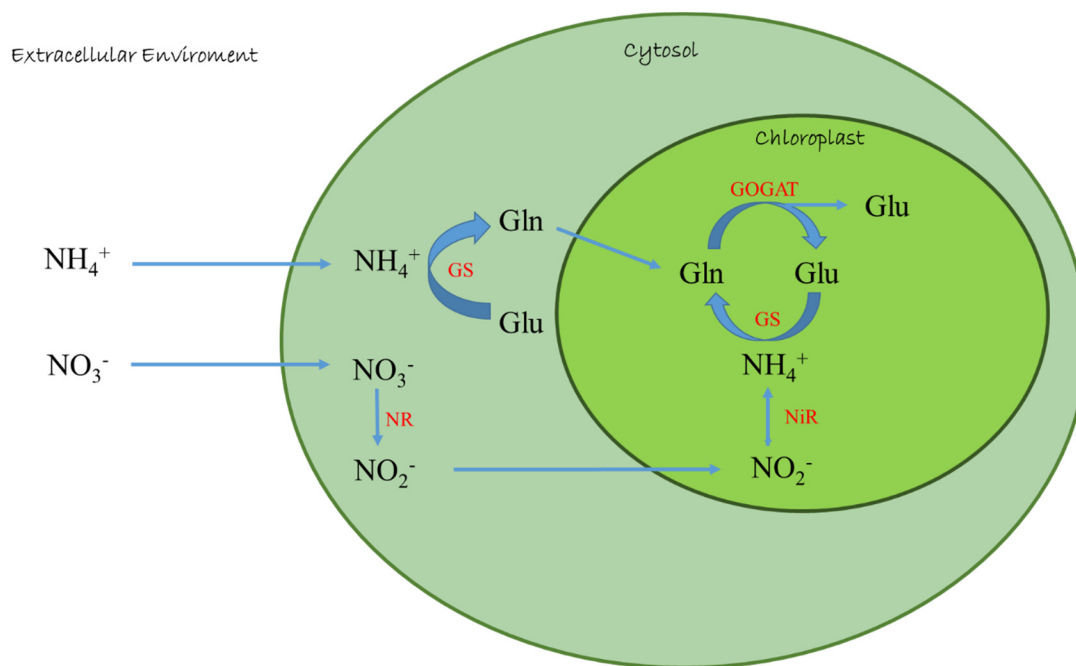 Extracellular Enviroment
Cytosol
Chloroplast
GOGAT
Glu
Gln
NH₄⁺
NH₄⁺
GS
Gln
Glu
Glu
GS
NO₃⁻
NO₃⁻
NH₄⁺
NR
NiR
NO₂⁻
NO₂⁻